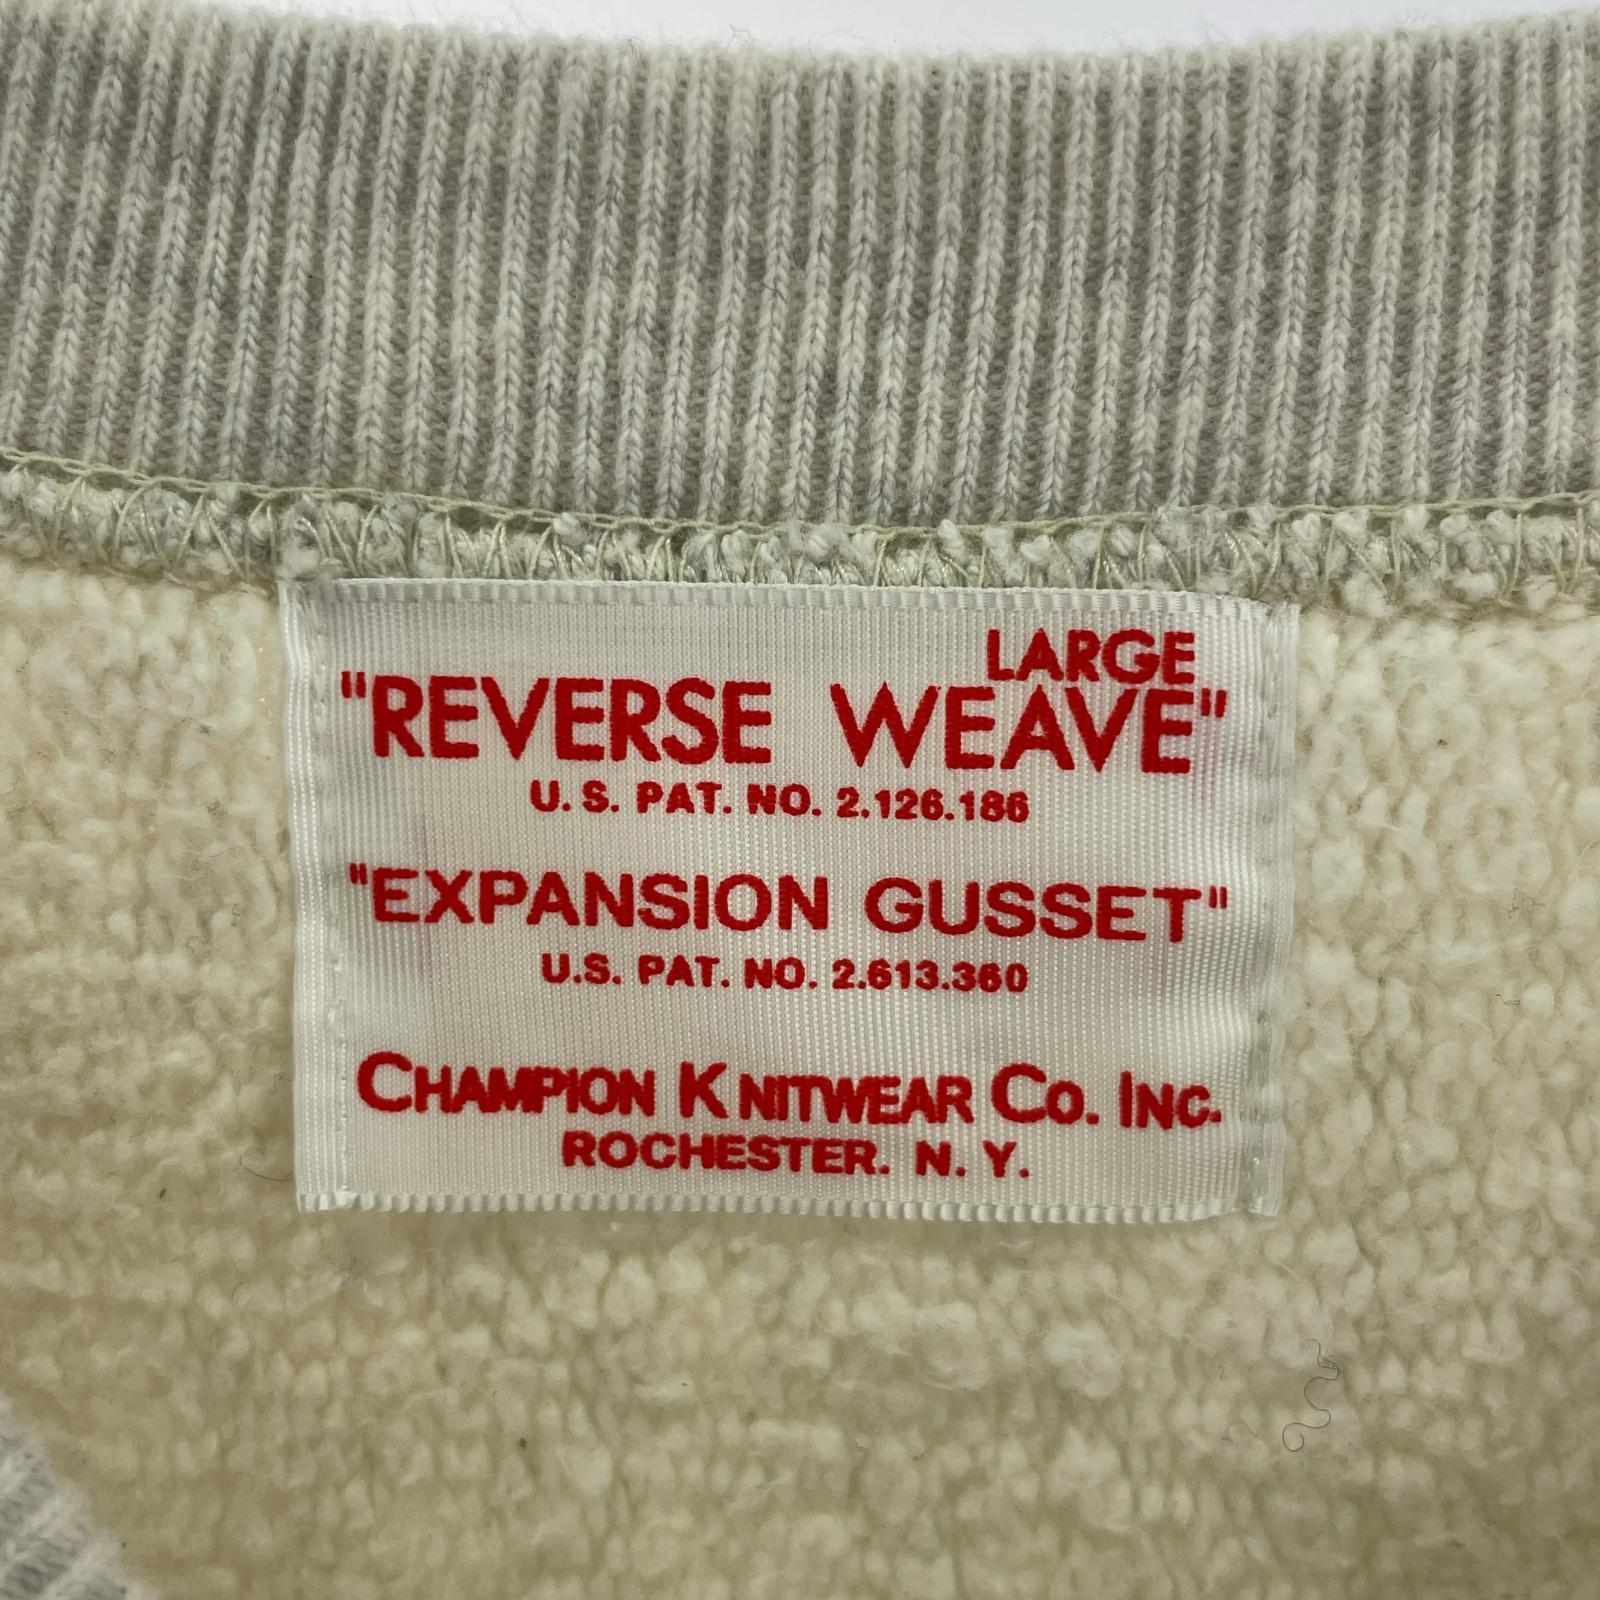 LARGE
"REVERSE WEAVE"
U. S. PAT. NO. 2.126.186
"EXPANSION GUSSET"
U.S. PAT. NO. 2.613.360
CHAMPION KNITWEAR CO. INC.
ROCHESTER. N. Y.